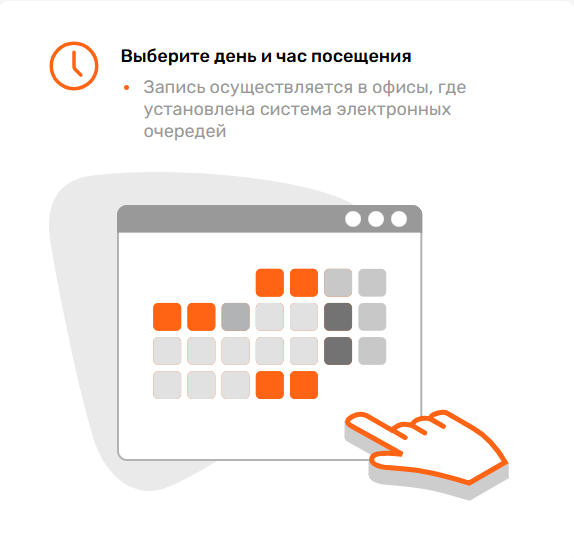 Выберите день и час посещения
Запись осуществляется в офисы, где
установлена система электронных
очередей